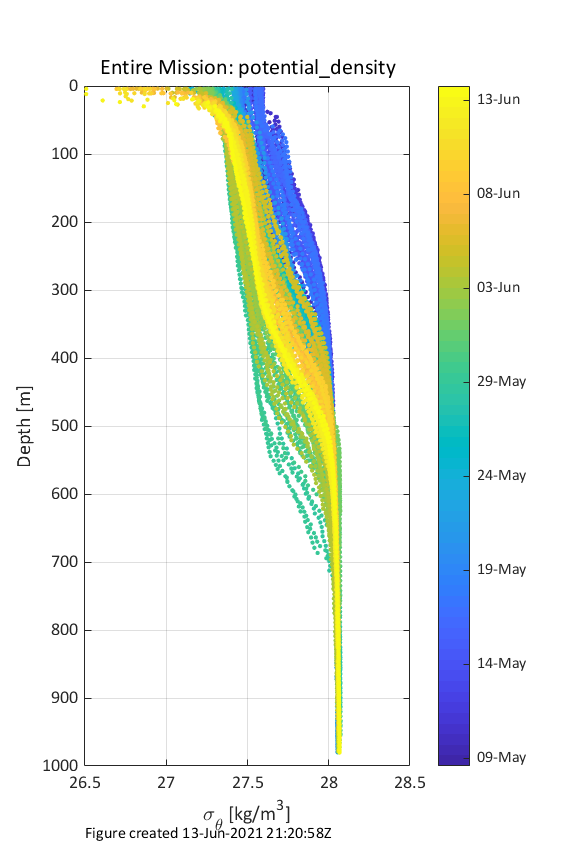 Entire Mission: potential_density
0
100
200
300
400
500
600
700
800
900
1000
Depth [m]
26.5 27 27.5 28 28.5
σθ [kg/m³]
13-Jun
08-Jun
03-Jun
29-May
24-May
19-May
14-May
09-May
Figure created 13-Jun-2021 21:20:58Z